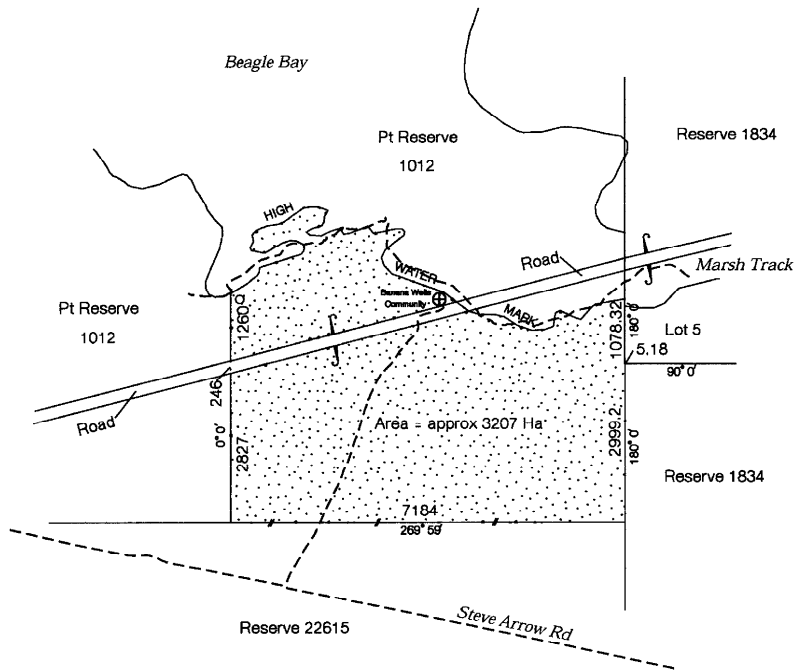 Beagle Bay
Pt Reserve
1012
Reserve 1834
HIGH
WATER
MARK
Road
Marsh Track
Banana Wells
Community
Pt Reserve
1012
1260
246
1078.32
180° 0'
Lot 5
5.18
90° 0'
Road
0° 0'
2827
Area = approx 3207 Ha
2999.2
180° 0'
Reserve 1834
7184
269° 59'
Steve Arrow Rd
Reserve 22615